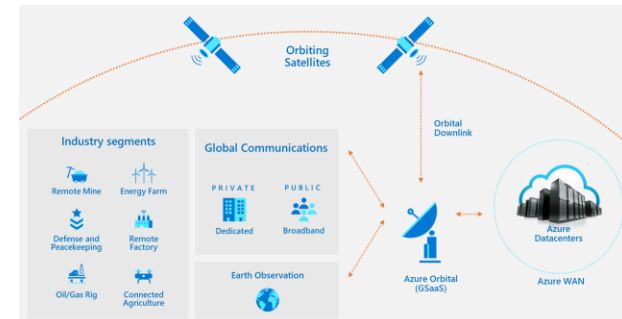 Orbiting
Satellites
Orbital
Downlink
Industry segments
Remote Mine
Energy Farm
Defense and
Peacekeeping
Remote
Factory
Oil/Gas Rig
Connected
Agriculture
Global Communications
PRIVATE
PUBLIC
Dedicated
Broadband
Earth Observation
Azure Orbital
(GSaaS)
Azure
Datacenters
Azure WAN